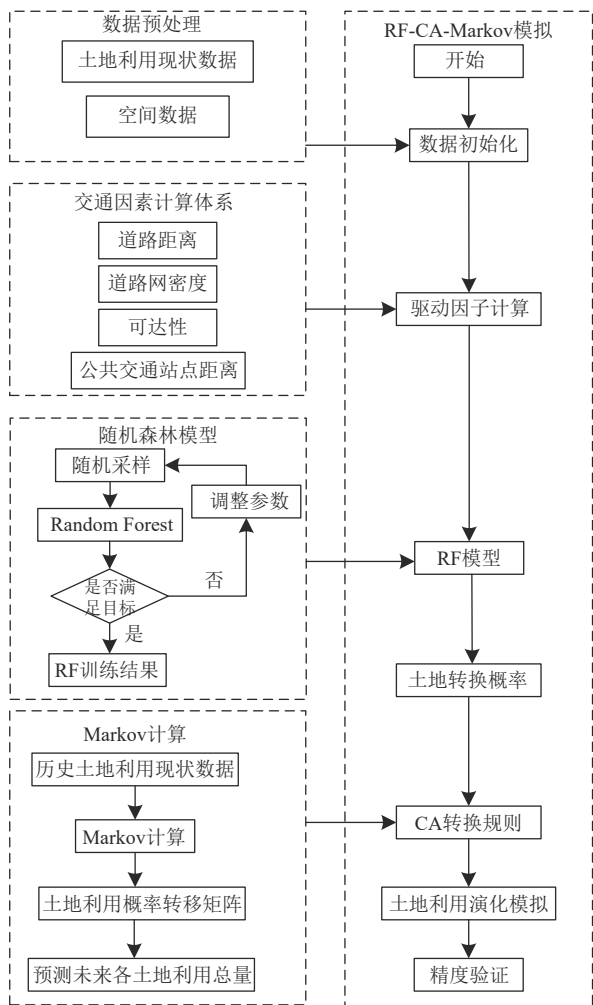 数据预处理
土地利用现状数据
空间数据
交通因素计算体系
道路距离
道路网密度
可达性
公共交通站点距离
随机森林模型
随机采样
调整参数
Random Forest
是否满
足目标
否
是
RF训练结果
Markov计算
历史土地利用现状数据
Markov计算
土地利用概率转移矩阵
预测未来各土地利用总量
RF-CA-Markov模拟
开始
数据初始化
驱动因子计算
RF模型
土地转换概率
CA转换规则
土地利用演化模拟
精度验证